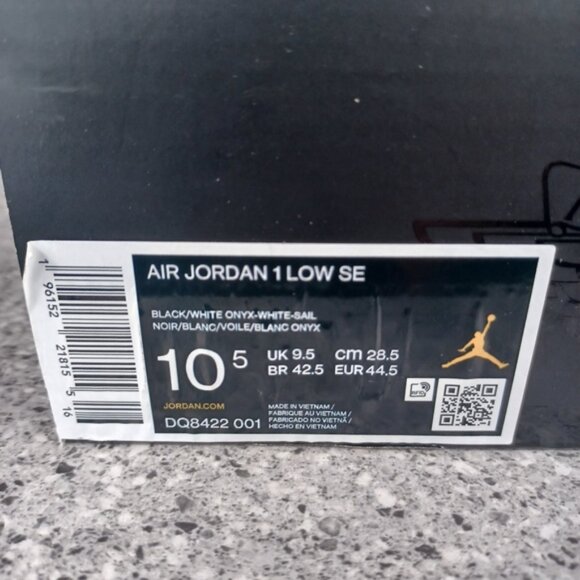 AIR JORDAN 1 LOW SE
BLACK/WHITE ONYX-WHITE-SAIL
NOIR/BLANC/VOILE/BLANC ONYX
10 5 UK 9.5 cm 28.5
BR 42.5 EUR 44.5
JORDAN.COM
DQ8422 001
MADE IN VIETNAM /
FABRIQUE AU VIETNAM /
FABRICADO NO VIETNÃ /
HECHO EN VIETNAM
1 96152 21815 5 16